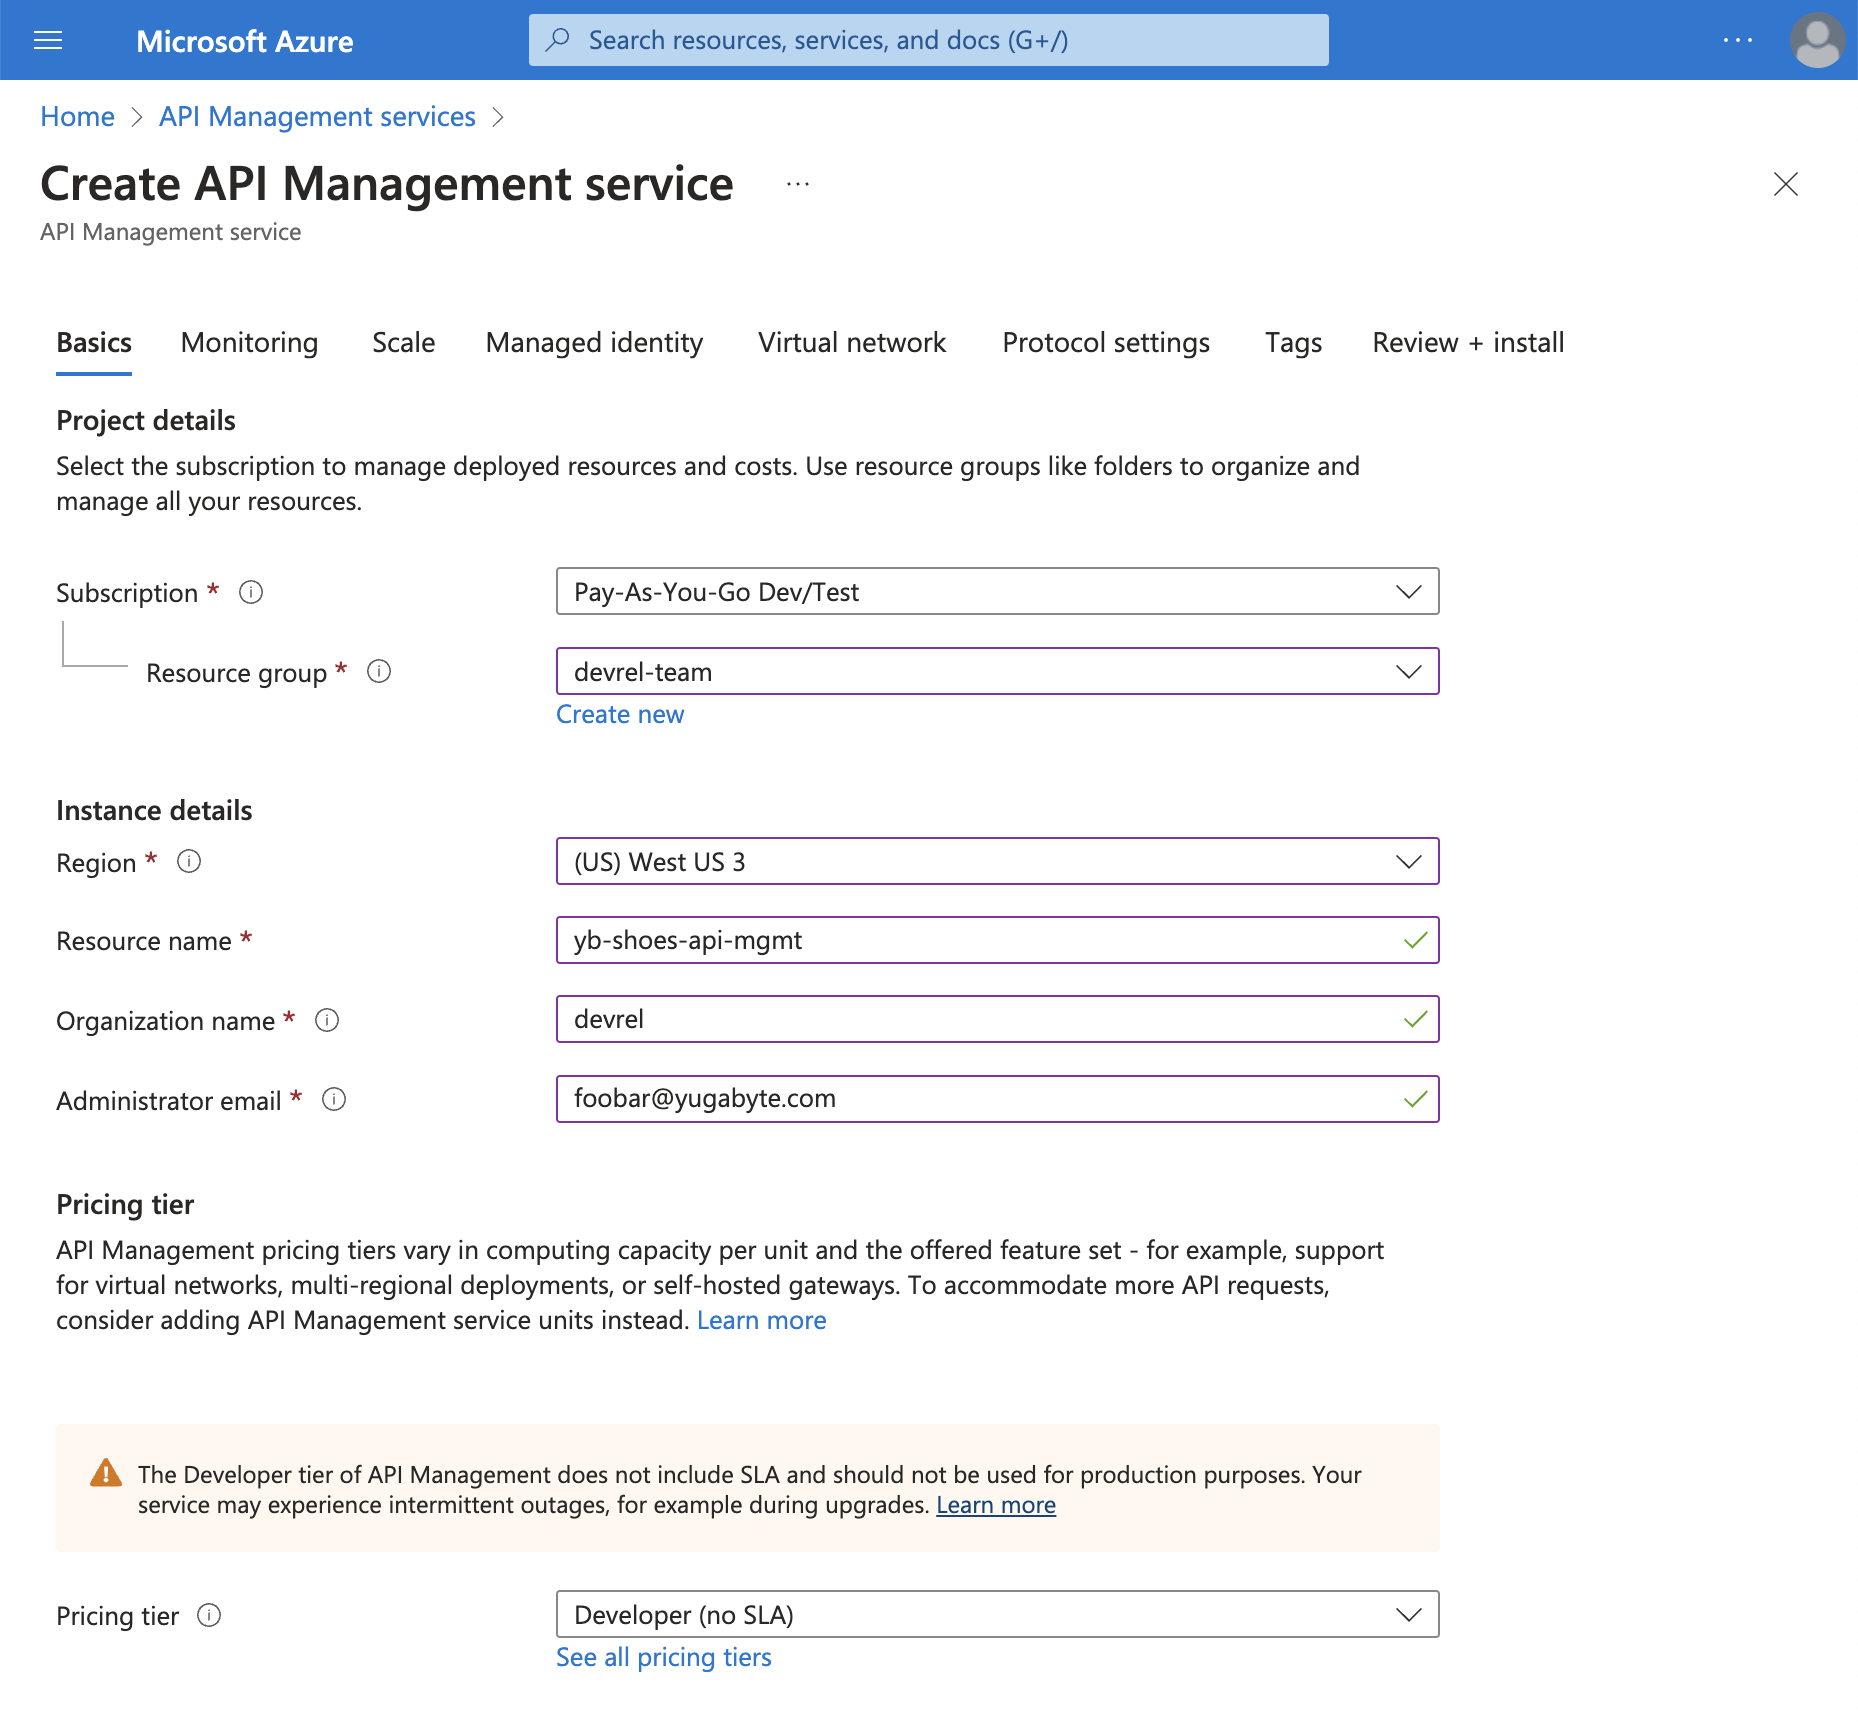 Microsoft Azure
Search resources, services, and docs (G+/)
Home > API Management services >
Create API Management service ...
API Management service
Basics Monitoring Scale Managed identity Virtual network Protocol settings Tags Review + install
Project details
Select the subscription to manage deployed resources and costs. Use resource groups like folders to organize and
manage all your resources.
Subscription * Pay-As-You-Go Dev/Test
Resource group * devrel-team
Create new
Instance details
Region * (US) West US 3
Resource name * yb-shoes-api-mgmt
Organization name * devrel
Administrator email * foobar@yugabyte.com
Pricing tier
API Management pricing tiers vary in computing capacity per unit and the offered feature set - for example, support
for virtual networks, multi-regional deployments, or self-hosted gateways. To accommodate more API requests,
consider adding API Management service units instead. Learn more
The Developer tier of API Management does not include SLA and should not be used for production purposes. Your
service may experience intermittent outages, for example during upgrades. Learn more
Pricing tier Developer (no SLA)
See all pricing tiers